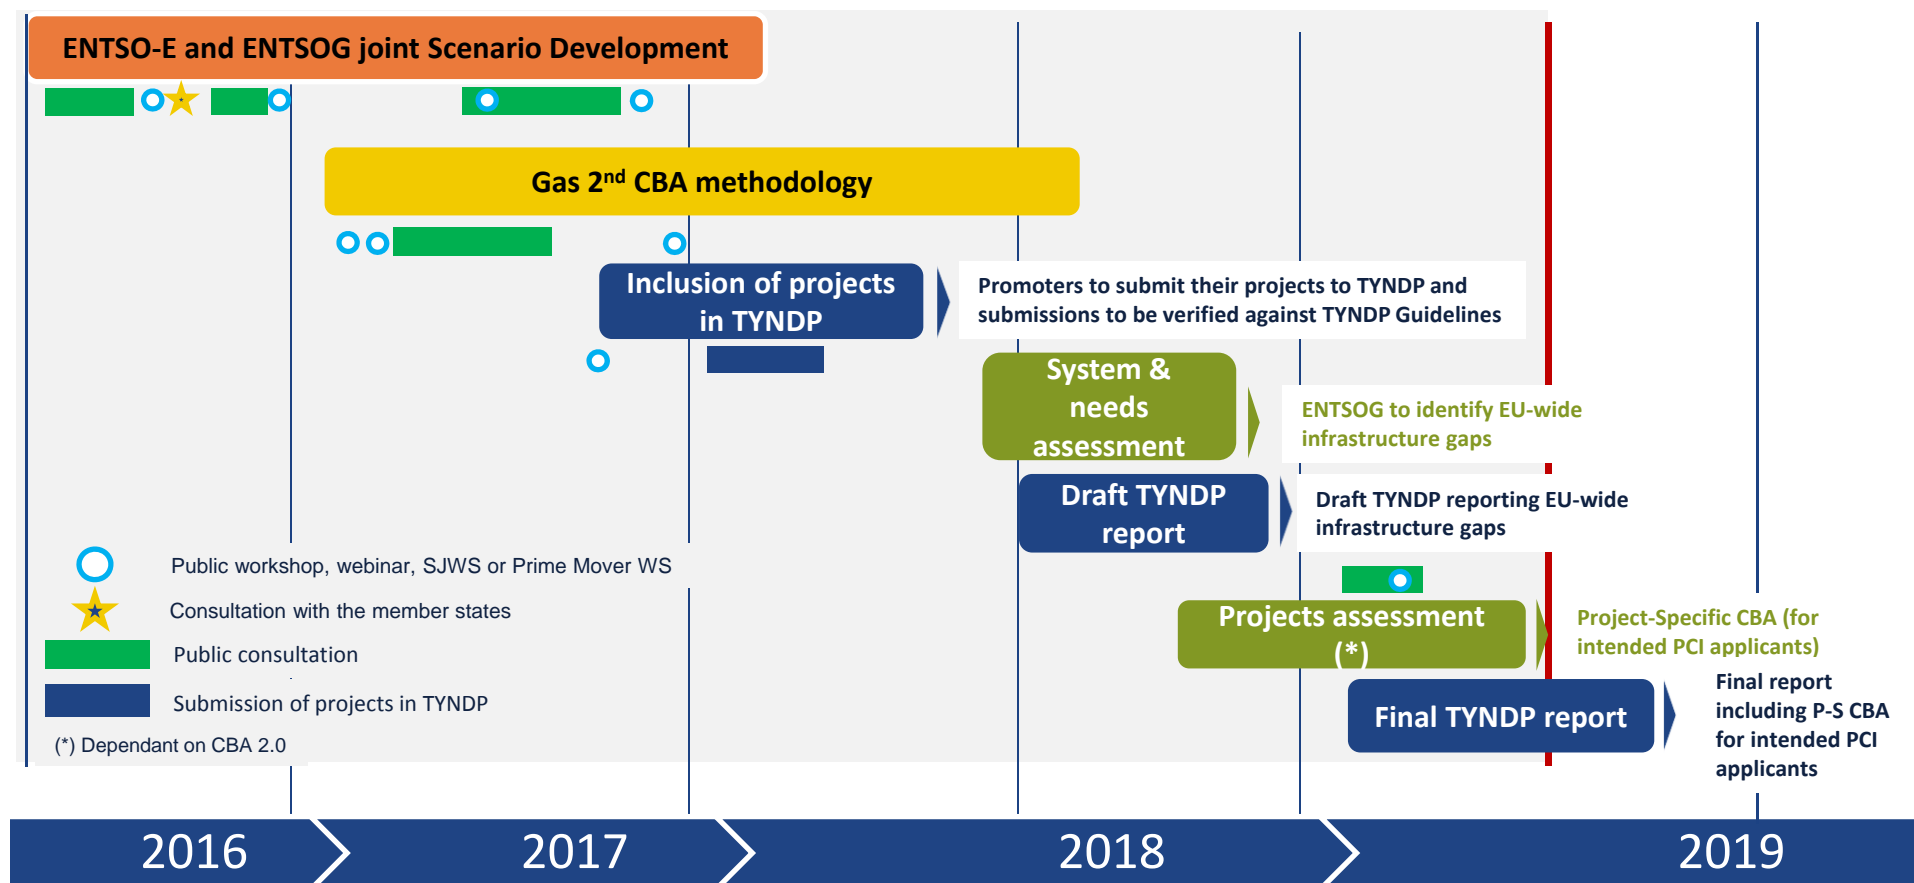 ENTSO-E and ENTSOG joint Scenario Development
Gas 2nd CBA methodology
Inclusion of projects
in TYNDP
Promoters to submit their projects to TYNDP and
submissions to be verified against TYNDP Guidelines
System &
needs
assessment
ENTSOG to identify EU-wide
infrastructure gaps
Draft TYNDP
report
Draft TYNDP reporting EU-wide
infrastructure gaps
Public workshop, webinar, SJWS or Prime Mover WS
Consultation with the member states
Public consultation
Submission of projects in TYNDP
(*) Dependant on CBA 2.0
Projects assessment
(*)
Project-Specific CBA (for
intended PCI applicants)
Final TYNDP report
Final report
including P-S CBA
for intended PCI
applicants
2016
2017
2018
2019